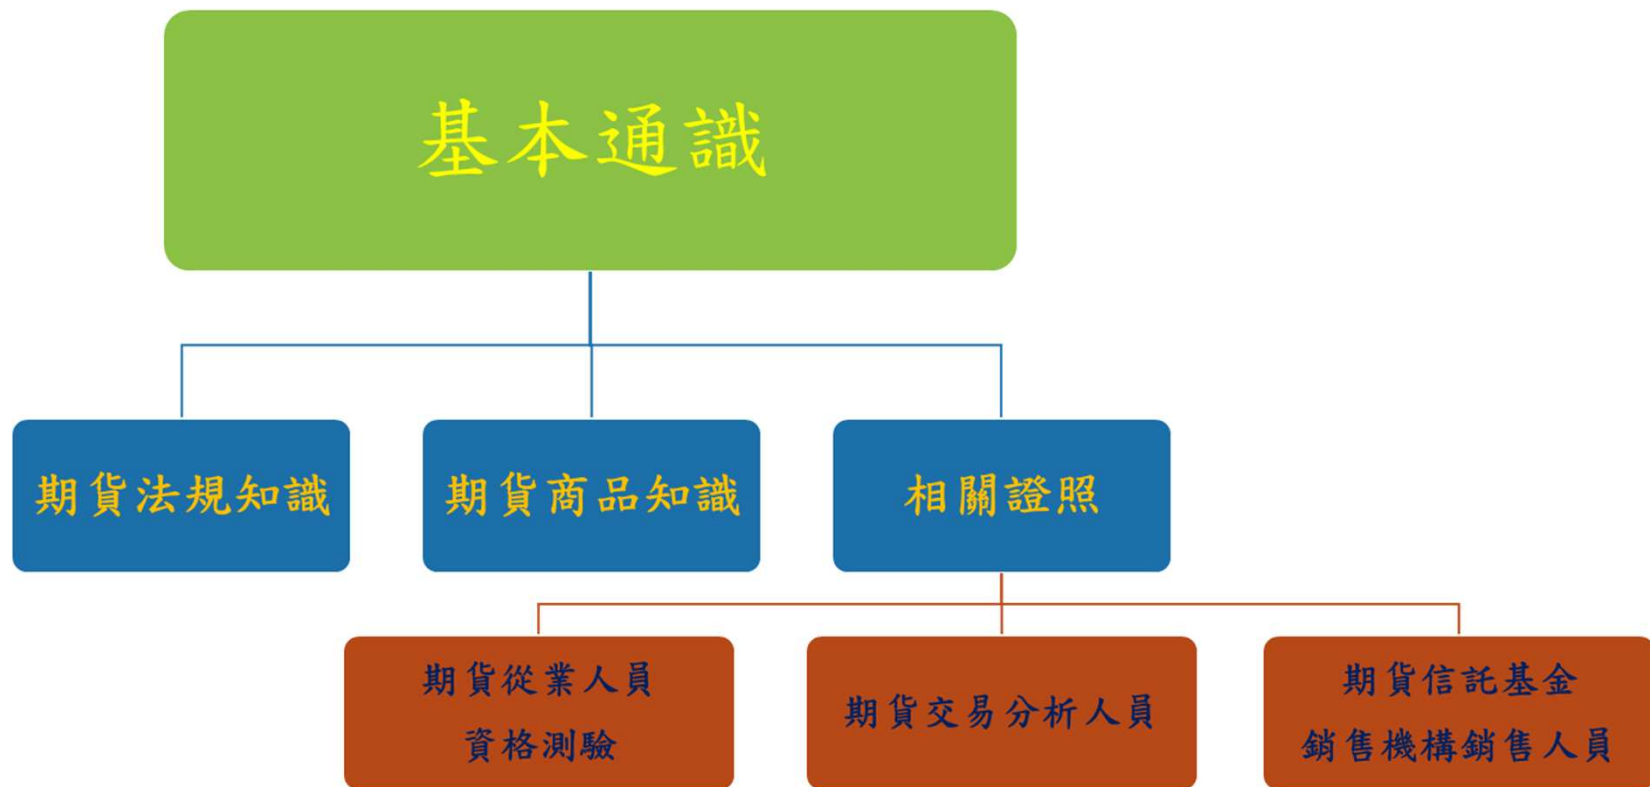 基本通識
期貨法規知識
期貨商品知識
相關證照
期貨從業人員
資格測驗
期貨交易分析人員
期貨信託基金
銷售機構銷售人員